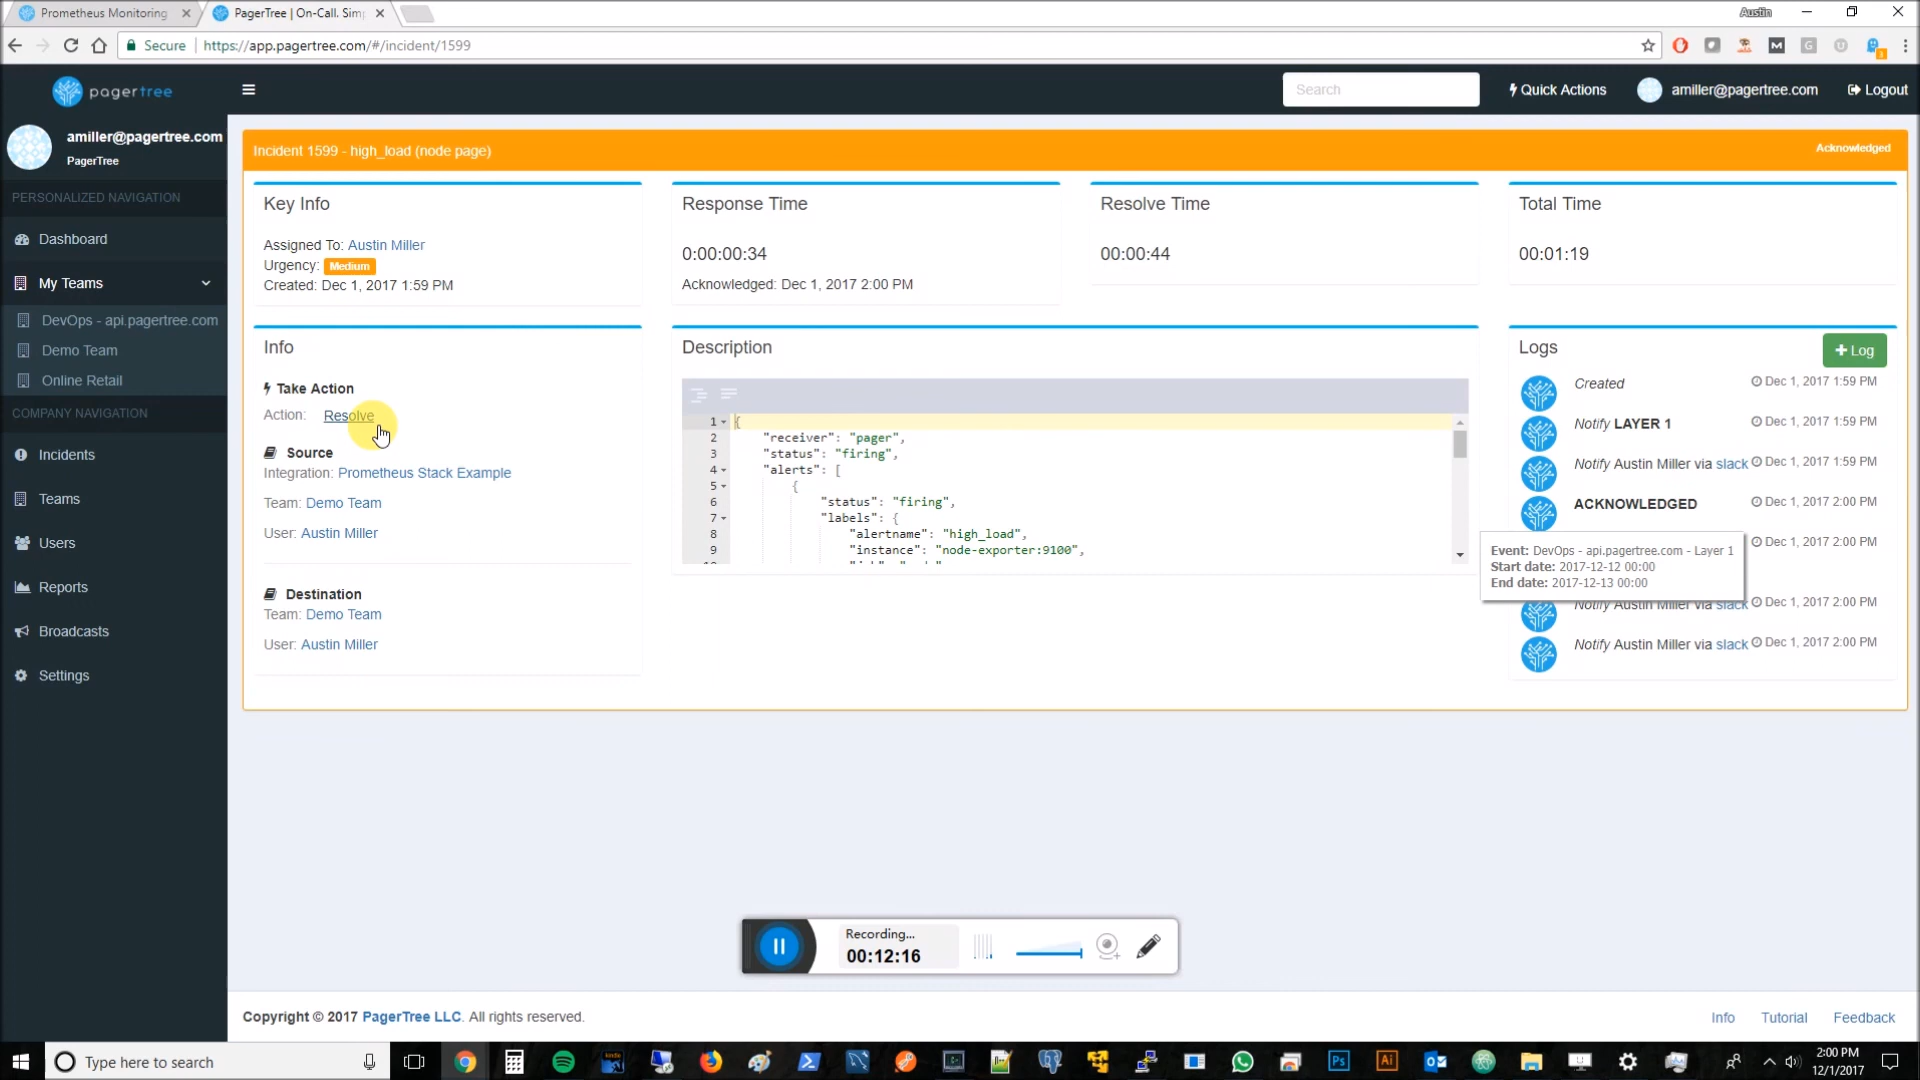 Prometheus Monitoring
PagerTree | On-Call. Sim
Austin
Secure
https://app.pagertree.com/#/incident/1599
pagertree
Search
Quick Actions
amiller@pagertree.com
Logout
amiller@pagertree.com
PagerTree
PERSONALIZED NAVIGATION
Dashboard
My Teams
DevOps - api.pagertree.com
Demo Team
Online Retail
COMPANY NAVIGATION
Incidents
Teams
Users
Reports
Broadcasts
Settings
Incident 1599 - high_load (node page)
Acknowledged
Key Info
Assigned To: Austin Miller
Urgency: Medium
Created: Dec 1, 2017 1:59 PM
Response Time
0:00:00:34
Acknowledged: Dec 1, 2017 2:00 PM
Resolve Time
00:00:44
Total Time
00:01:19
Info
Take Action
Action: Resolve
Source
Integration: Prometheus Stack Example
Team: Demo Team
User: Austin Miller
Destination
Team: Demo Team
User: Austin Miller
Description
1 {
2 "receiver": "pager",
3 "status": "firing",
4 "alerts": [
5 {
6 "status": "firing",
7 "labels": {
8 "alertname": "high_load",
9 "instance": "node-exporter:9100",
Logs
+ Log
Created Dec 1, 2017 1:59 PM
Notify LAYER 1 Dec 1, 2017 1:59 PM
Notify Austin Miller via slack Dec 1, 2017 1:59 PM
ACKNOWLEDGED Dec 1, 2017 2:00 PM
Dec 1, 2017 2:00 PM
Event: DevOps - api.pagertree.com - Layer 1
Start date: 2017-12-12 00:00
End date: 2017-12-13 00:00
Notify Austin Miller via slack Dec 1, 2017 2:00 PM
Notify Austin Miller via slack Dec 1, 2017 2:00 PM
Recording...
00:12:16
Copyright © 2017 PagerTree LLC. All rights reserved.
Info
Tutorial
Feedback
Type here to search
kindle
Ps
Ai
2:00 PM
12/1/2017